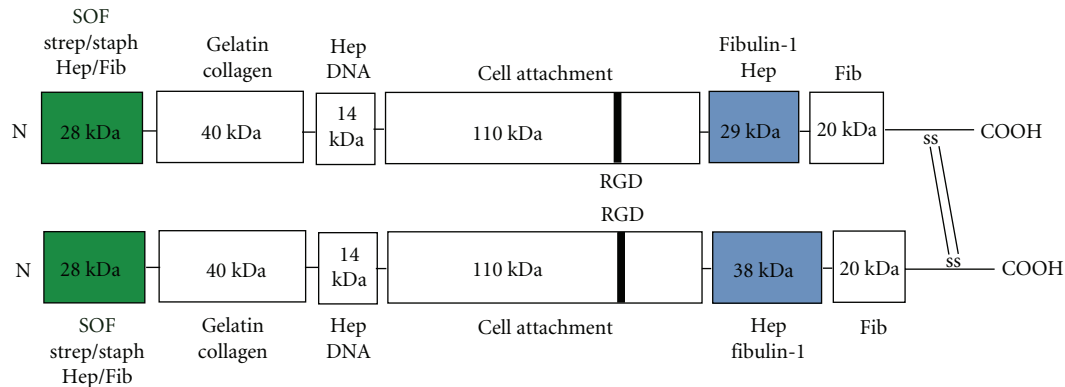 SOF
strep/staph
Hep/Fib
Gelatin
collagen
Hep
DNA
Cell attachment
Fibulin-1
Hep
Fib
N
28 kDa
40 kDa
14
kDa
110 kDa
29 kDa
20 kDa
COOH
ss
RGD
RGD
N
28 kDa
40 kDa
14
kDa
110 kDa
38 kDa
20 kDa
ss
COOH
SOF
strep/staph
Hep/Fib
Gelatin
collagen
Hep
DNA
Cell attachment
Hep
fibulin-1
Fib